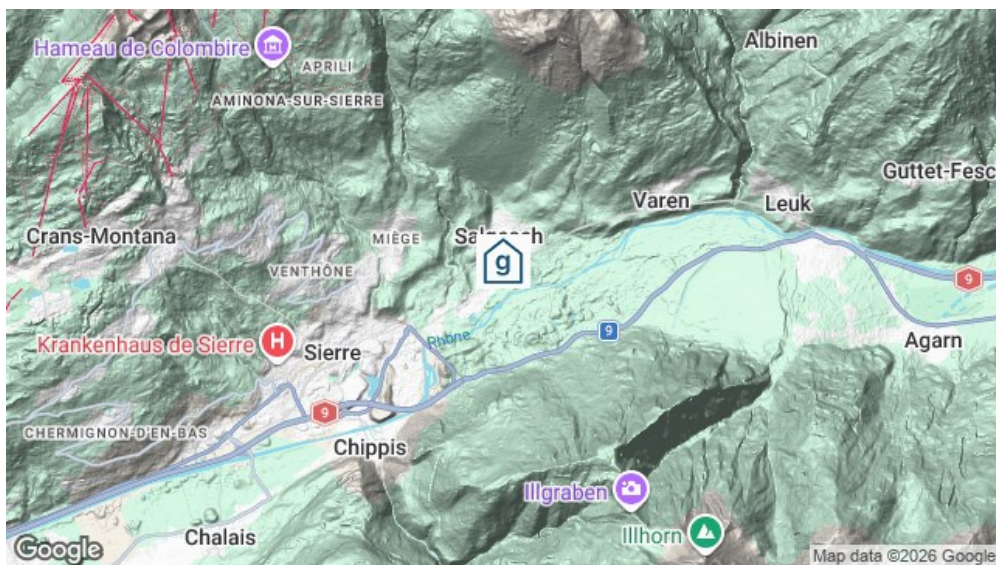 Hameau de Colombire
APRILI
AMINONA-SUR-SIERRE
Albinen
Guttet-Fesc
Varen
Leuk
Crans-Montana
MIÈGE
VENTHÔNE
g
9
Rhône
9
Krankenhaus de Sierre
H
Sierre
Agarn
9
CHERMIGNON-D'EN-BAS
Chippis
Illgraben
Illhorn
Chalais
Google
Map data ©2026 Google